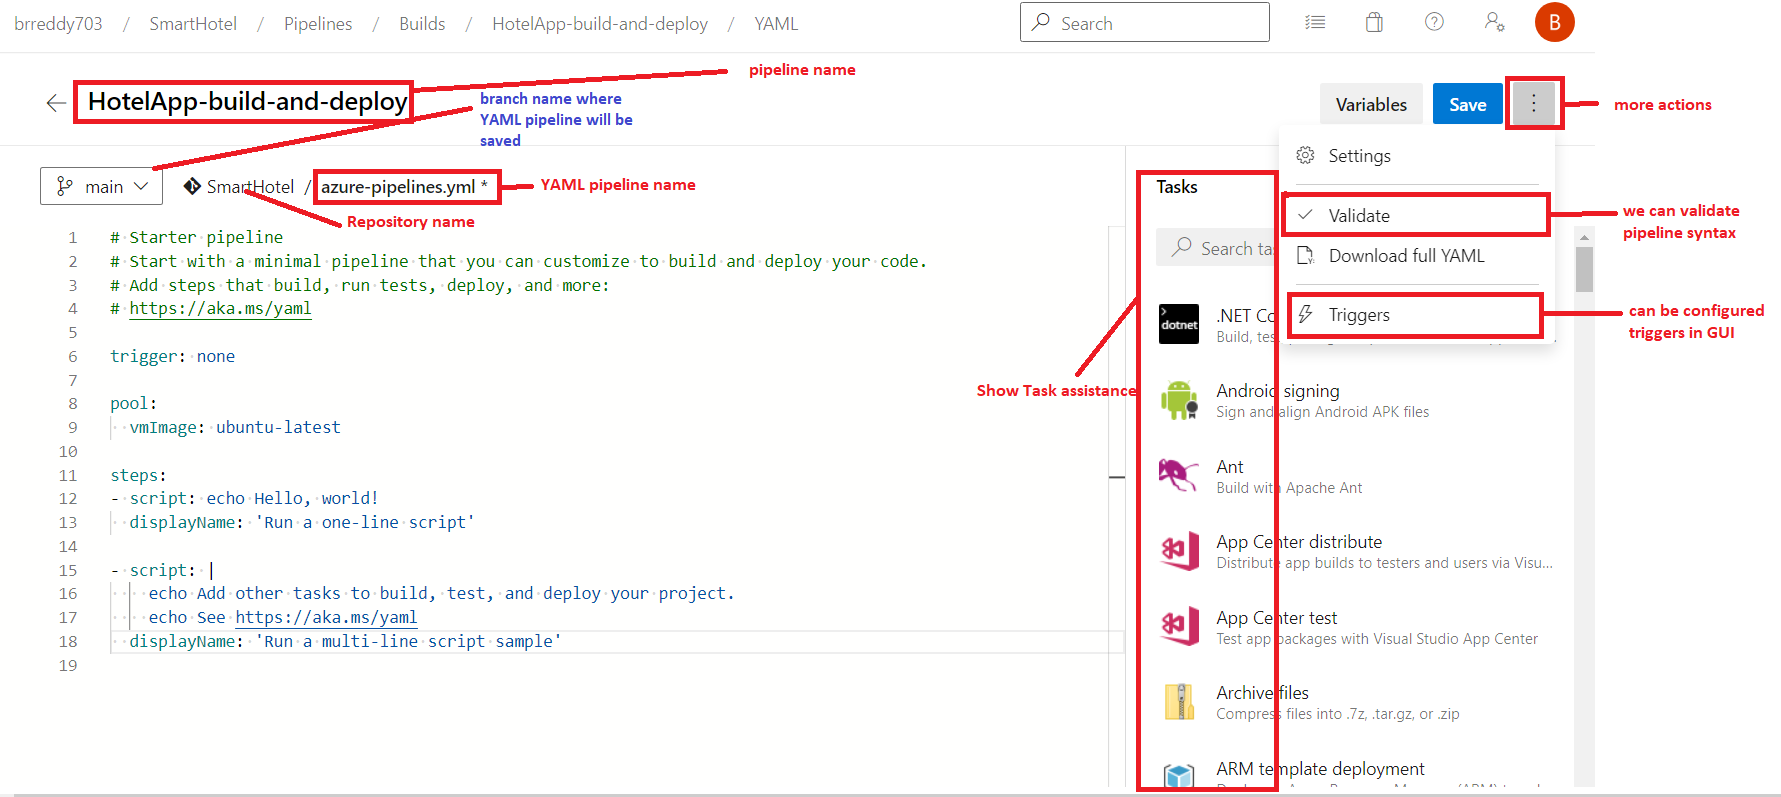 brreddy703 / SmartHotel / Pipelines / Builds / HotelApp-build-and-deploy / YAML
Search
B
pipeline name
HotelApp-build-and-deploy
branch name where
YAML pipeline will be
saved
Variables
Save
more actions
Settings
main
SmartHotel / azure-pipelines.yml *
YAML pipeline name
Repository name
Tasks
Validate
we can validate
pipeline syntax
Search
Download full YAML
Triggers
can be configured
triggers in GUI
1 # Starter pipeline
2 # Start with a minimal pipeline that you can customize to build and deploy your code.
3 # Add steps that build, run tests, deploy, and more:
4 # https://aka.ms/yaml
5
6 trigger: none
7
8 pool:
9 vmImage: ubuntu-latest
10
11 steps:
12 - script: echo Hello, world!
13 displayName: 'Run a one-line script'
14
15 - script: |
16 echo Add other tasks to build, test, and deploy your project.
17 echo See https://aka.ms/yaml
18 displayName: 'Run a multi-line script sample'
19
Show Task assistance
dotnet
.NET
Build,
Android signing
Sign and align Android APK files
Ant
Build with Apache Ant
App Center distribute
Distribute app builds to testers and users via Visu...
App Center test
Test app packages with Visual Studio App Center
Archive files
Compress files into .7z, .tar.gz, or .zip
ARM template deployment